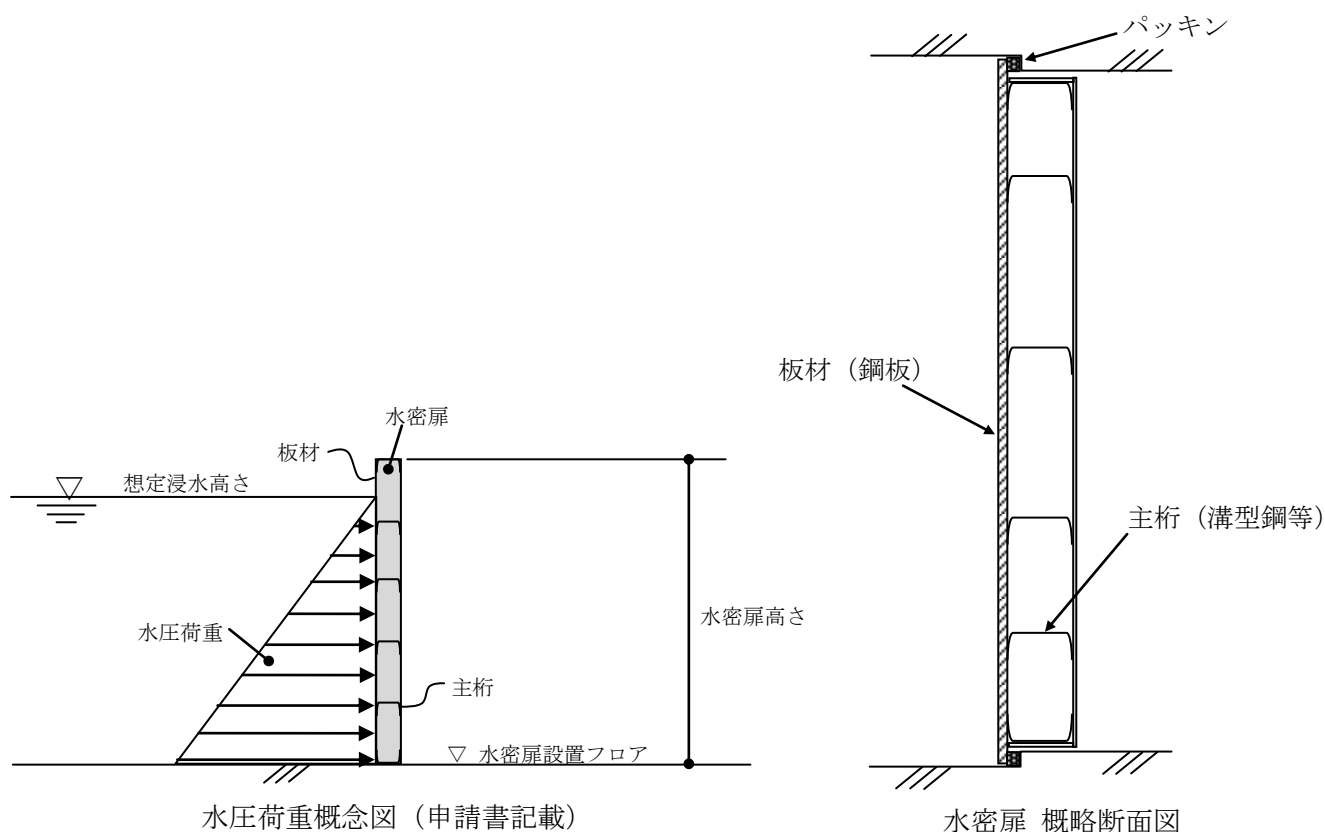 水密扉
板材
想定浸水高さ
水圧荷重
水密扉高さ
主桁
▽ 水密扉設置フロア
水圧荷重概念図（申請書記載）
パッキン
板材（鋼板）
主桁（溝型鋼等）
水密扉 概略断面図